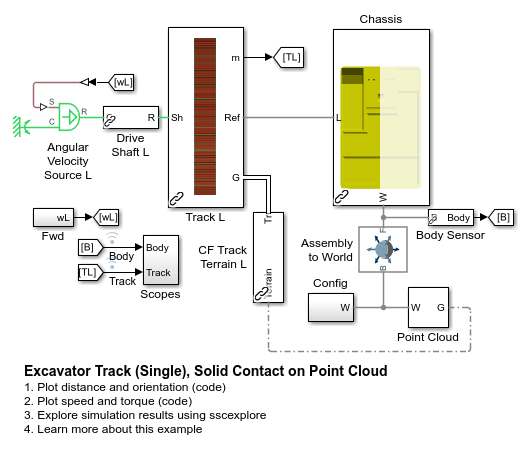 Chassis
[wL]
m
[TL]
S
R
C
R
Sh
Ref
L
Angular
Velocity
Source L
Drive
Shaft L
G
Track L
W
wL
[wL]
Fwd
S
Body
[B]
Body Sensor
Tr
F
[B]
Body
Body
CF Track
Terrain L
Assembly
to World
[TL]
Track
Track
Terrain
B
Scopes
Config
W
W
G
Point Cloud
Excavator Track (Single), Solid Contact on Point Cloud
1. Plot distance and orientation (code)
2. Plot speed and torque (code)
3. Explore simulation results using sscexplore
4. Learn more about this example